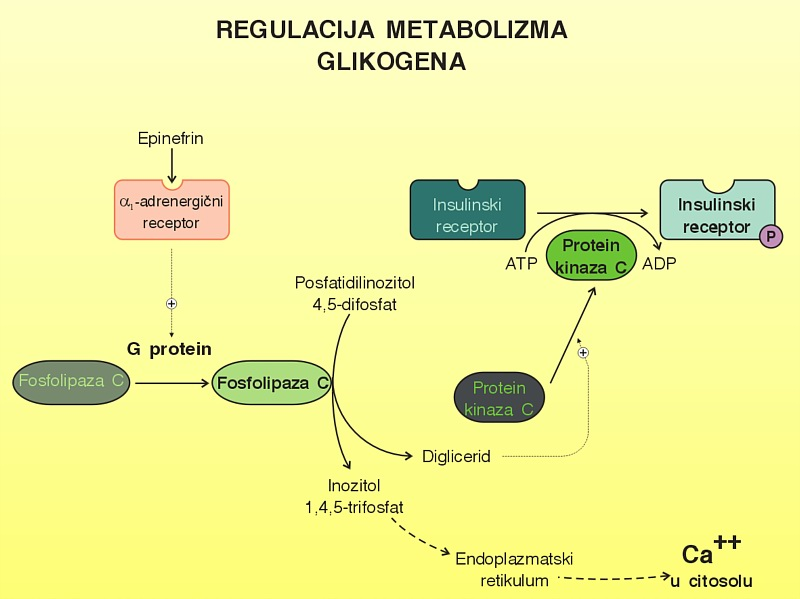 REGULACIJA METABOLIZMA
GLIKOGENA
Epinefrin
α₁-adrenergični
receptor
Insulinski
receptor
Insulinski
receptor
P
Protein
kinaza C
ATP
ADP
Posfatidilinozitol
4,5-difosfat
+
G protein
+
Fosfolipaza C
Fosfolipaza C
Protein
kinaza C
Diglicerid
Inozitol
1,4,5-trifosfat
Endoplazmatski
retikulum
Ca++
u citosolu